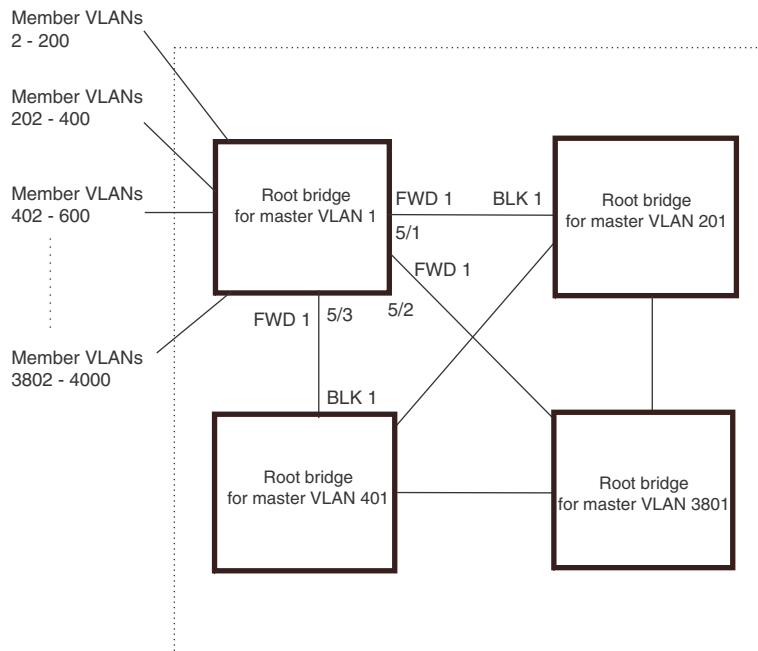 Member VLANs
2 - 200
Member VLANs
202 - 400
Member VLANs
402 - 600
Member VLANs
3802 - 4000
Root bridge
for master VLAN 1
FWD 1
BLK 1
5/1
FWD 1
Root bridge
for master VLAN 201
FWD 1
5/3
5/2
BLK 1
Root bridge
for master VLAN 401
Root bridge
for master VLAN 3801